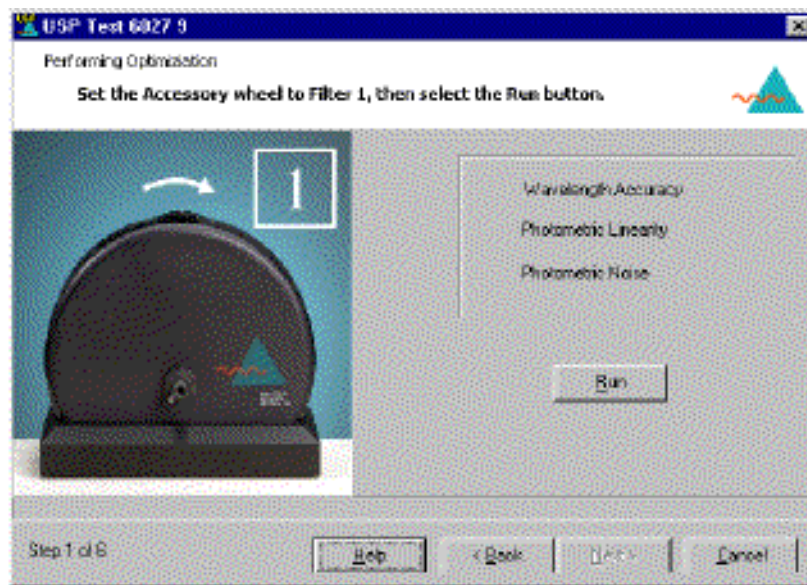 USP Test 6027 9
Performing Optimization
Set the Accessory wheel to Filter 1, then select the Run button.
1
Wavelength Accuracy
Photometric Linearity
Photometric Noise
Run
Step 1 of 6
Help
< Back
Next >
Cancel